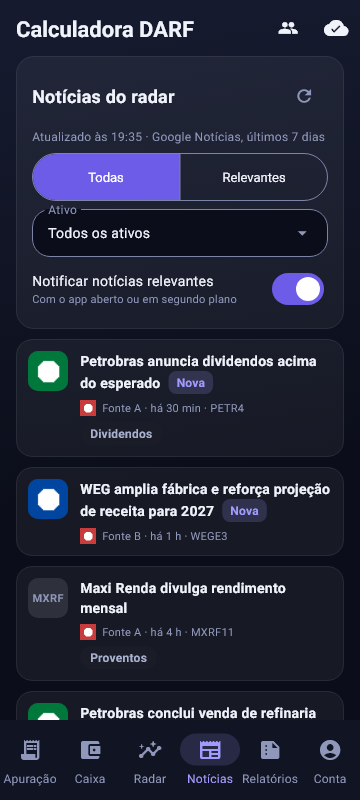 Calculadora DARF
Notícias do radar
Atualizado às 19:35 · Google Notícias, últimos 7 dias
Todas
Relevantes
Ativo
Todos os ativos
Notificar notícias relevantes
Com o app aberto ou em segundo plano
Petrobras anuncia dividendos acima
do esperado Nova
Fonte A · há 30 min · PETR4
Dividendos
WEG amplia fábrica e reforça projeção
de receita para 2027 Nova
Fonte B · há 1 h · WEGE3
MXRF
Maxi Renda divulga rendimento
mensal
Fonte A · há 4 h · MXRF11
Proventos
Petrobras conclui venda de refinaria
Apuração
Caixa
Radar
Notícias
Relatórios
Conta